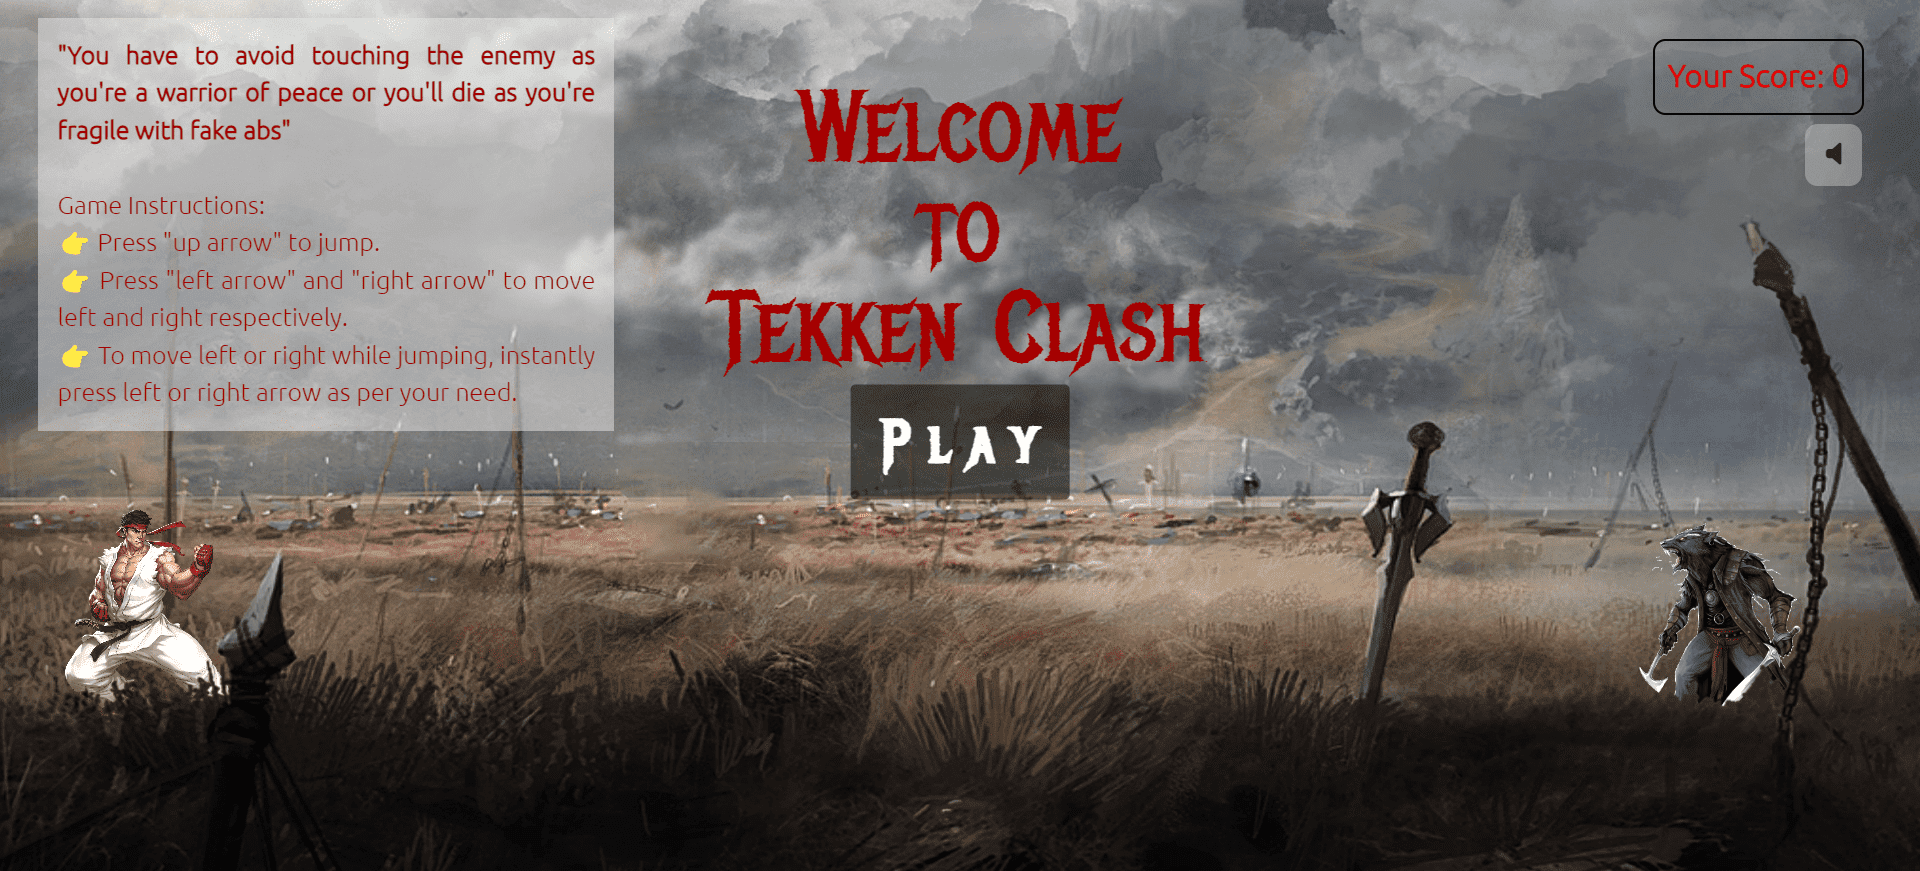 "You have to avoid touching the enemy as
you're a warrior of peace or you'll die as you're
fragile with fake abs"
Game Instructions:
👉 Press "up arrow" to jump.
👉 Press "left arrow" and "right arrow" to move
left and right respectively.
👉 To move left or right while jumping, instantly
press left or right arrow as per your need.
Welcome
to
Tekken Clash
Play
Your Score: 0